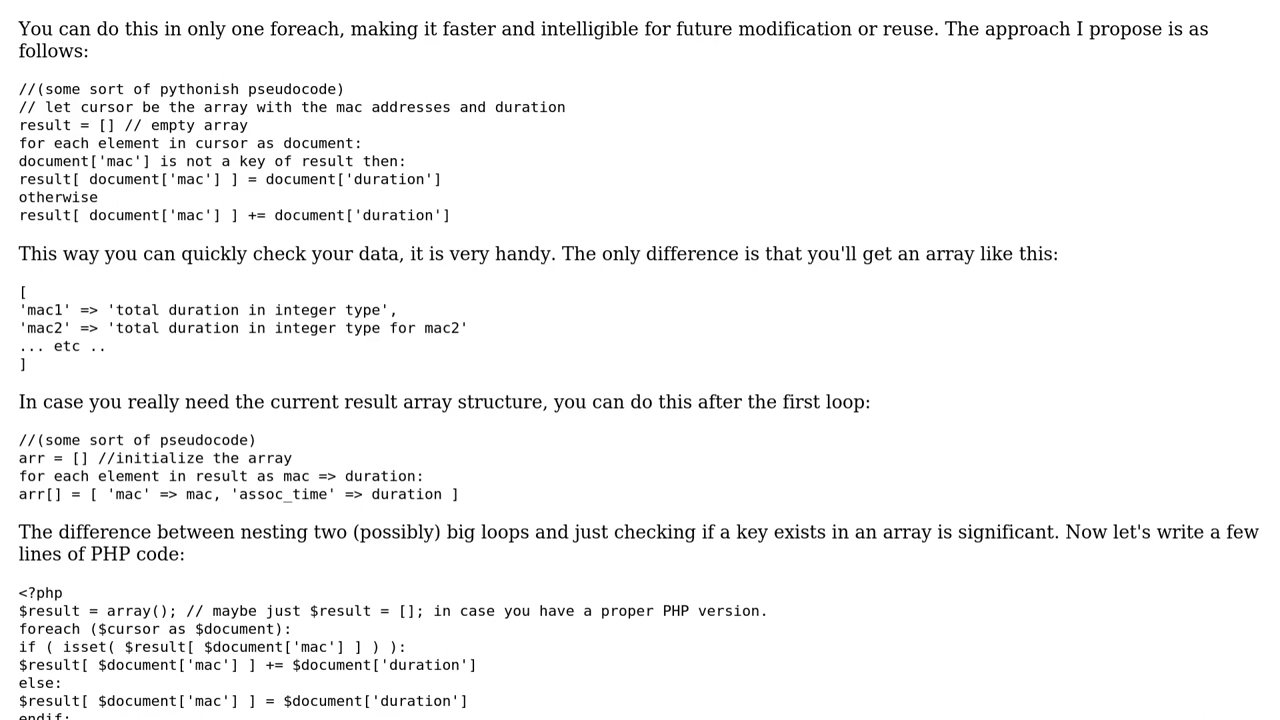 You can do this in only one foreach, making it faster and intelligible for future modification or reuse. The approach I propose is as
follows:
//(some sort of pythonish pseudocode)
// let cursor be the array with the mac addresses and duration
result = [] // empty array
for each element in cursor as document:
document['mac'] is not a key of result then:
result[ document['mac'] ] = document['duration']
otherwise
result[ document['mac'] ] += document['duration']
This way you can quickly check your data, it is very handy. The only difference is that you'll get an array like this:
[
'mac1' => 'total duration in integer type',
'mac2' => 'total duration in integer type for mac2'
... etc ..
]
In case you really need the current result array structure, you can do this after the first loop:
//(some sort of pseudocode)
arr = [] //initialize the array
for each element in result as mac => duration:
arr[] = [ 'mac' => mac, 'assoc_time' => duration ]
The difference between nesting two (possibly) big loops and just checking if a key exists in an array is significant. Now let's write a few
lines of PHP code:
<?php
$result = array(); // maybe just $result = []; in case you have a proper PHP version.
foreach ($cursor as $document):
if ( isset( $result[ $document['mac'] ] ) ):
$result[ $document['mac'] ] += $document['duration']
else:
$result[ $document['mac'] ] = $document['duration']
endif;